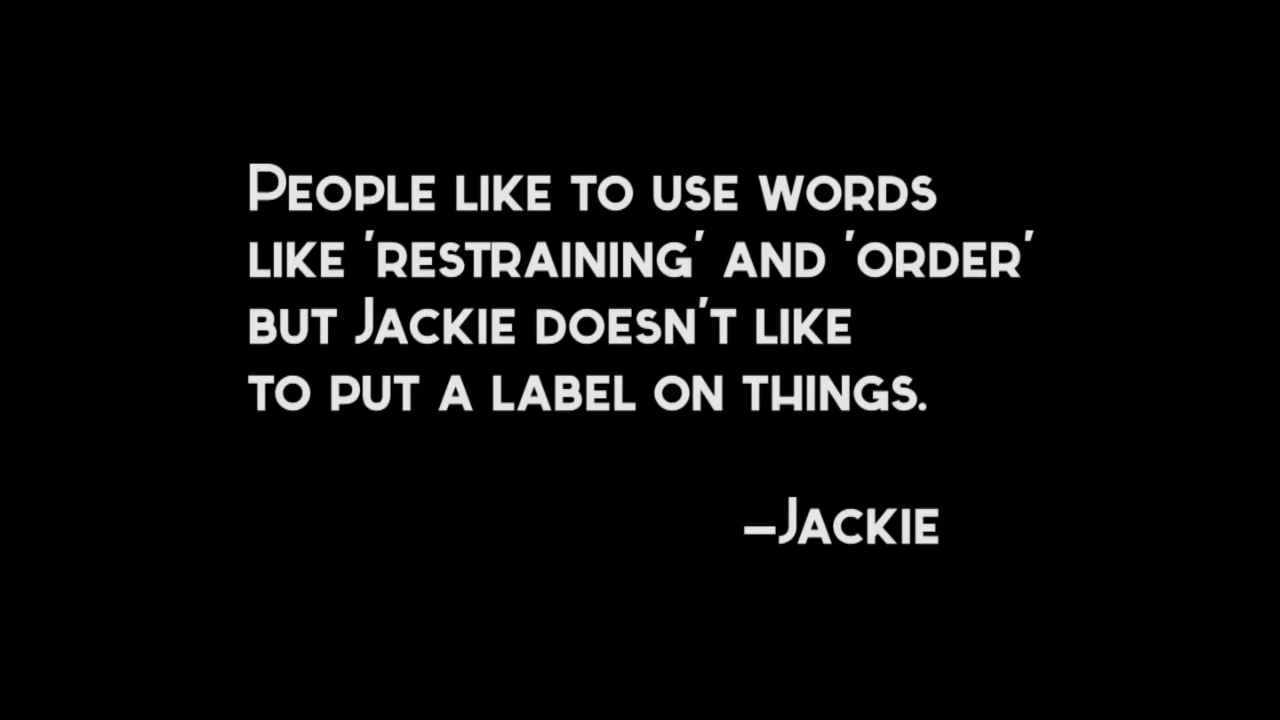 People like to use words
like 'restraining' and 'order'
but Jackie doesn't like
to put a label on things.
–Jackie